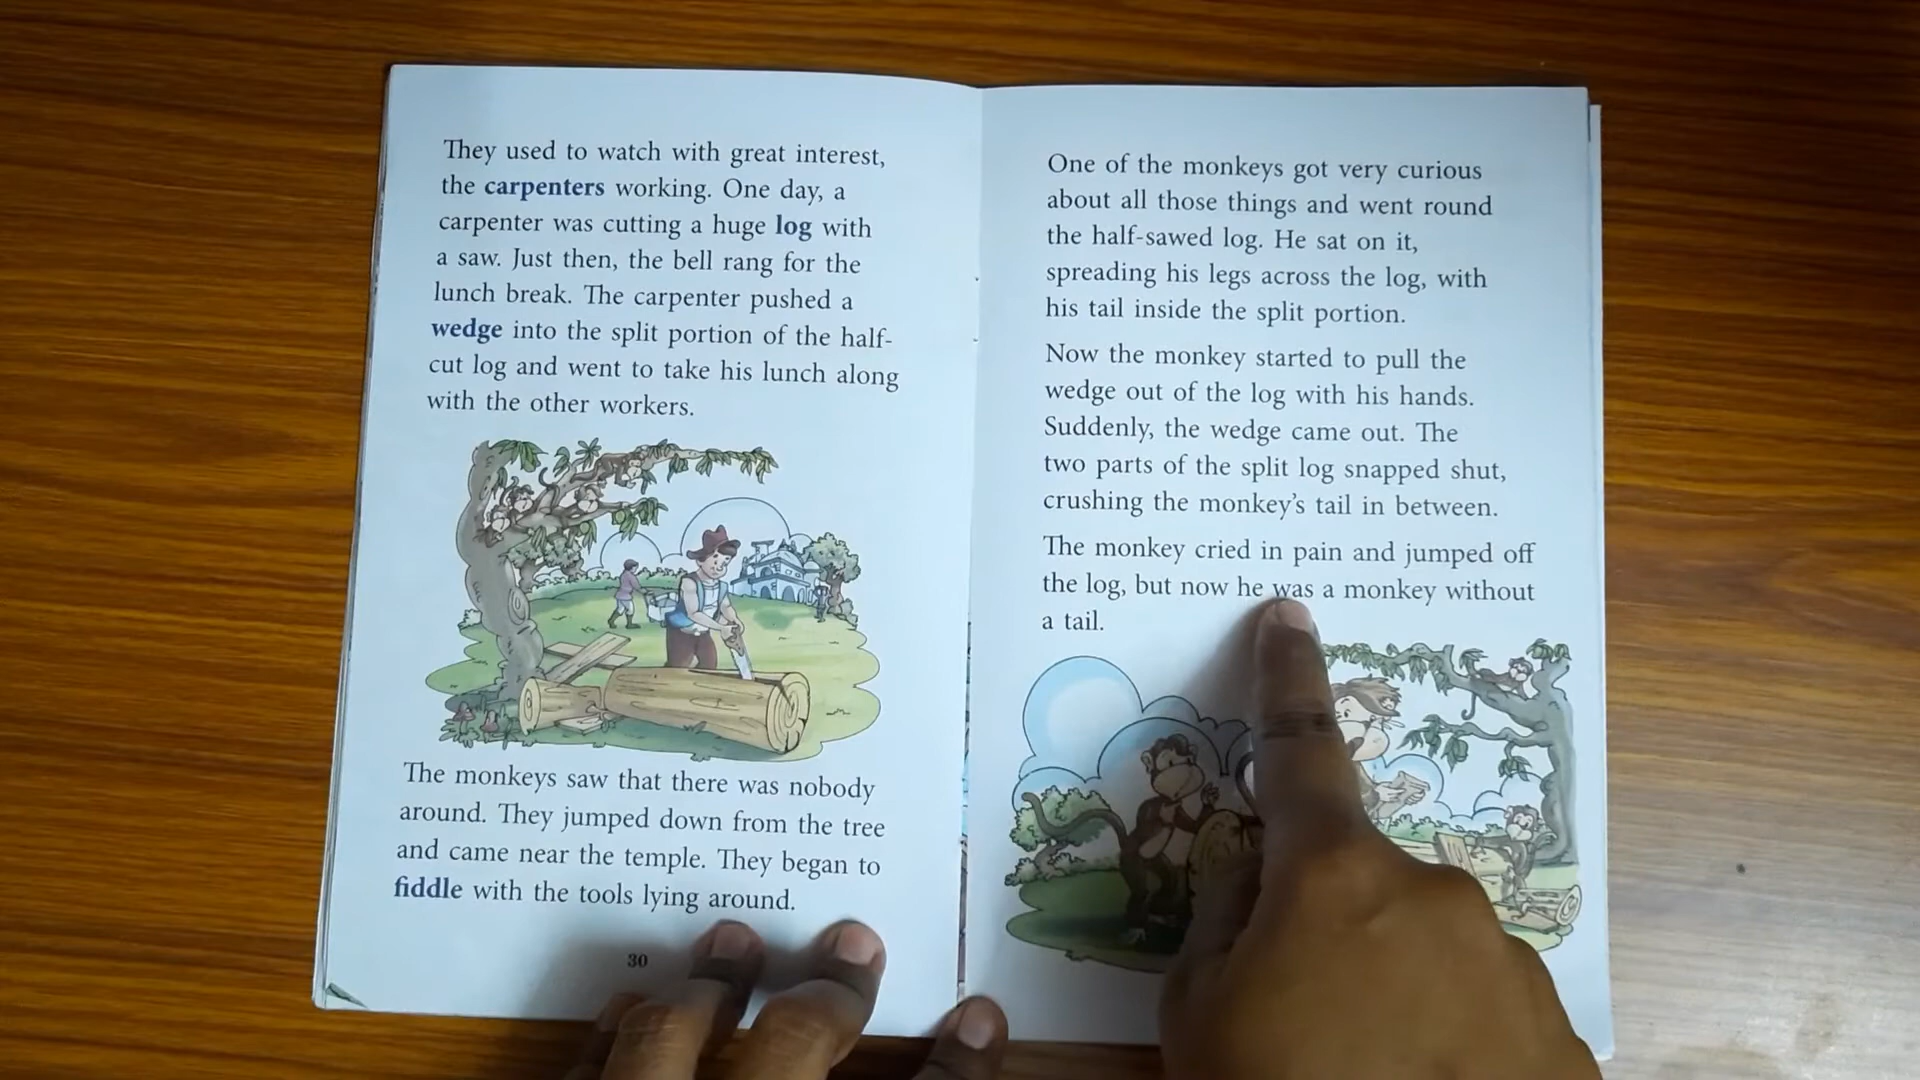 They used to watch with great interest,
the carpenters working. One day, a
carpenter was cutting a huge log with
a saw. Just then, the bell rang for the
lunch break. The carpenter pushed a
wedge into the split portion of the half-
cut log and went to take his lunch along
with the other workers.
The monkeys saw that there was nobody
around. They jumped down from the tree
and came near the temple. They began to
fiddle with the tools lying around.
30
One of the monkeys got very curious
about all those things and went round
the half-sawed log. He sat on it,
spreading his legs across the log, with
his tail inside the split portion.
Now the monkey started to pull the
wedge out of the log with his hands.
Suddenly, the wedge came out. The
two parts of the split log snapped shut,
crushing the monkey's tail in between.
The monkey cried in pain and jumped off
the log, but now he was a monkey without
a tail.